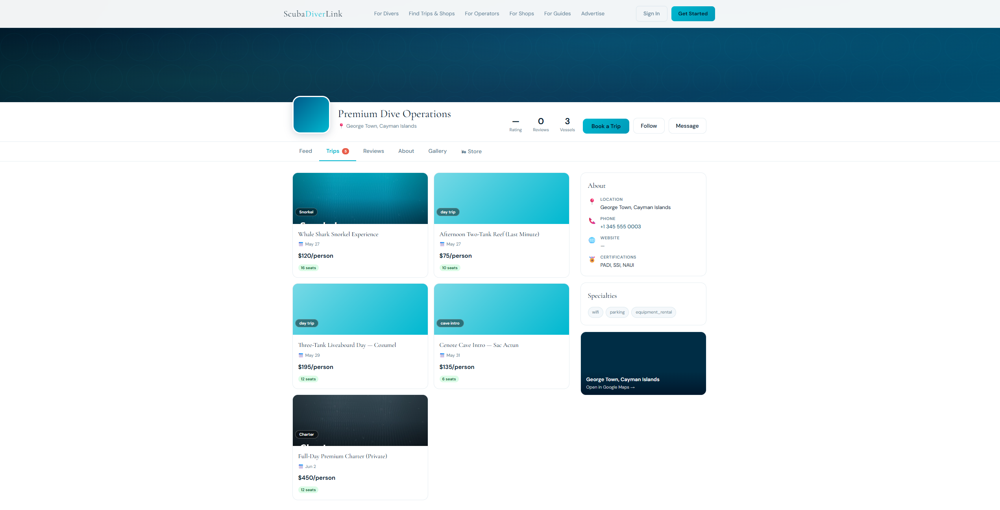 ScubaDiverLink
For Divers
Find Trips & Shops
For Operators
For Shops
For Guides
Advertise
Sign In
Get Started
Premium Dive Operations
George Town, Cayman Islands
—
Rating
0
Reviews
3
Vessels
Book a Trip
Follow
Message
Feed
Trips 5
Reviews
About
Gallery
Store
Snorkel
Whale Shark Snorkel Experience
May 27
$120/person
16 seats
day trip
Afternoon Two-Tank Reef (Last Minute)
May 27
$75/person
10 seats
day trip
Three-Tank Liveaboard Day — Cozumel
May 29
$195/person
12 seats
cave intro
Cenote Cave Intro — Sac Actun
May 31
$135/person
6 seats
Charter
Full-Day Premium Charter (Private)
Jun 2
$450/person
12 seats
About
LOCATION
George Town, Cayman Islands
PHONE
+1 345 555 0003
WEBSITE
—
CERTIFICATIONS
PADI, SSI, NAUI
Specialties
wifi
parking
equipment_rental
George Town, Cayman Islands
Open in Google Maps →